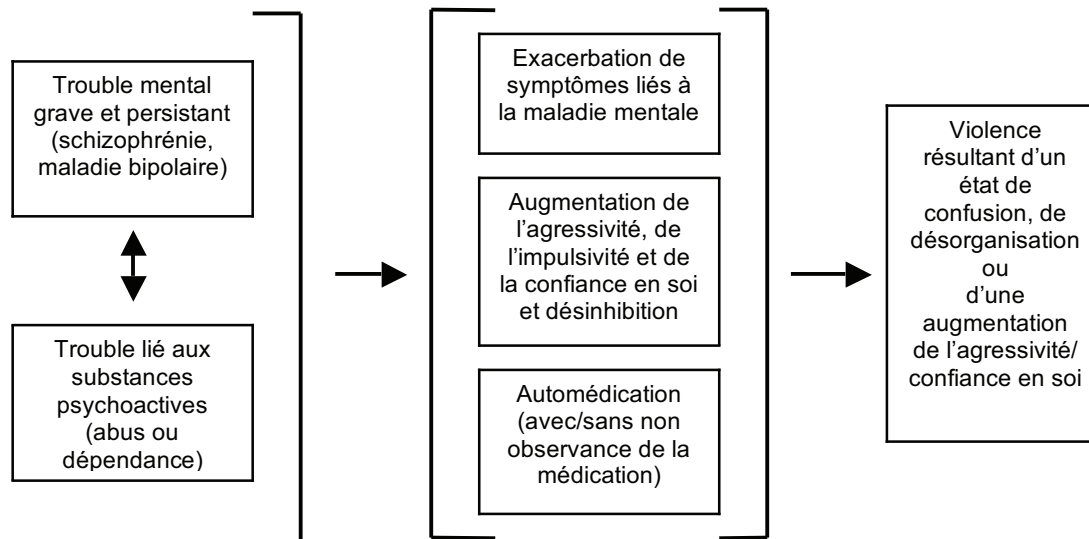 Trouble mental
grave et persistant
(schizophrénie,
maladie bipolaire)
Trouble lié aux
substances
psychoactives
(abus ou
dépendance)
Exacerbation de
symptômes liés à
la maladie mentale
Augmentation de
l'agressivité, de
l'impulsivité et de
la confiance en soi
et désinhibition
Automédication
(avec/sans non
observance de la
médication)
Violence
résultant d'un
état de
confusion, de
désorganisation
ou
d'une
augmentation
de l'agressivité/
confiance en soi